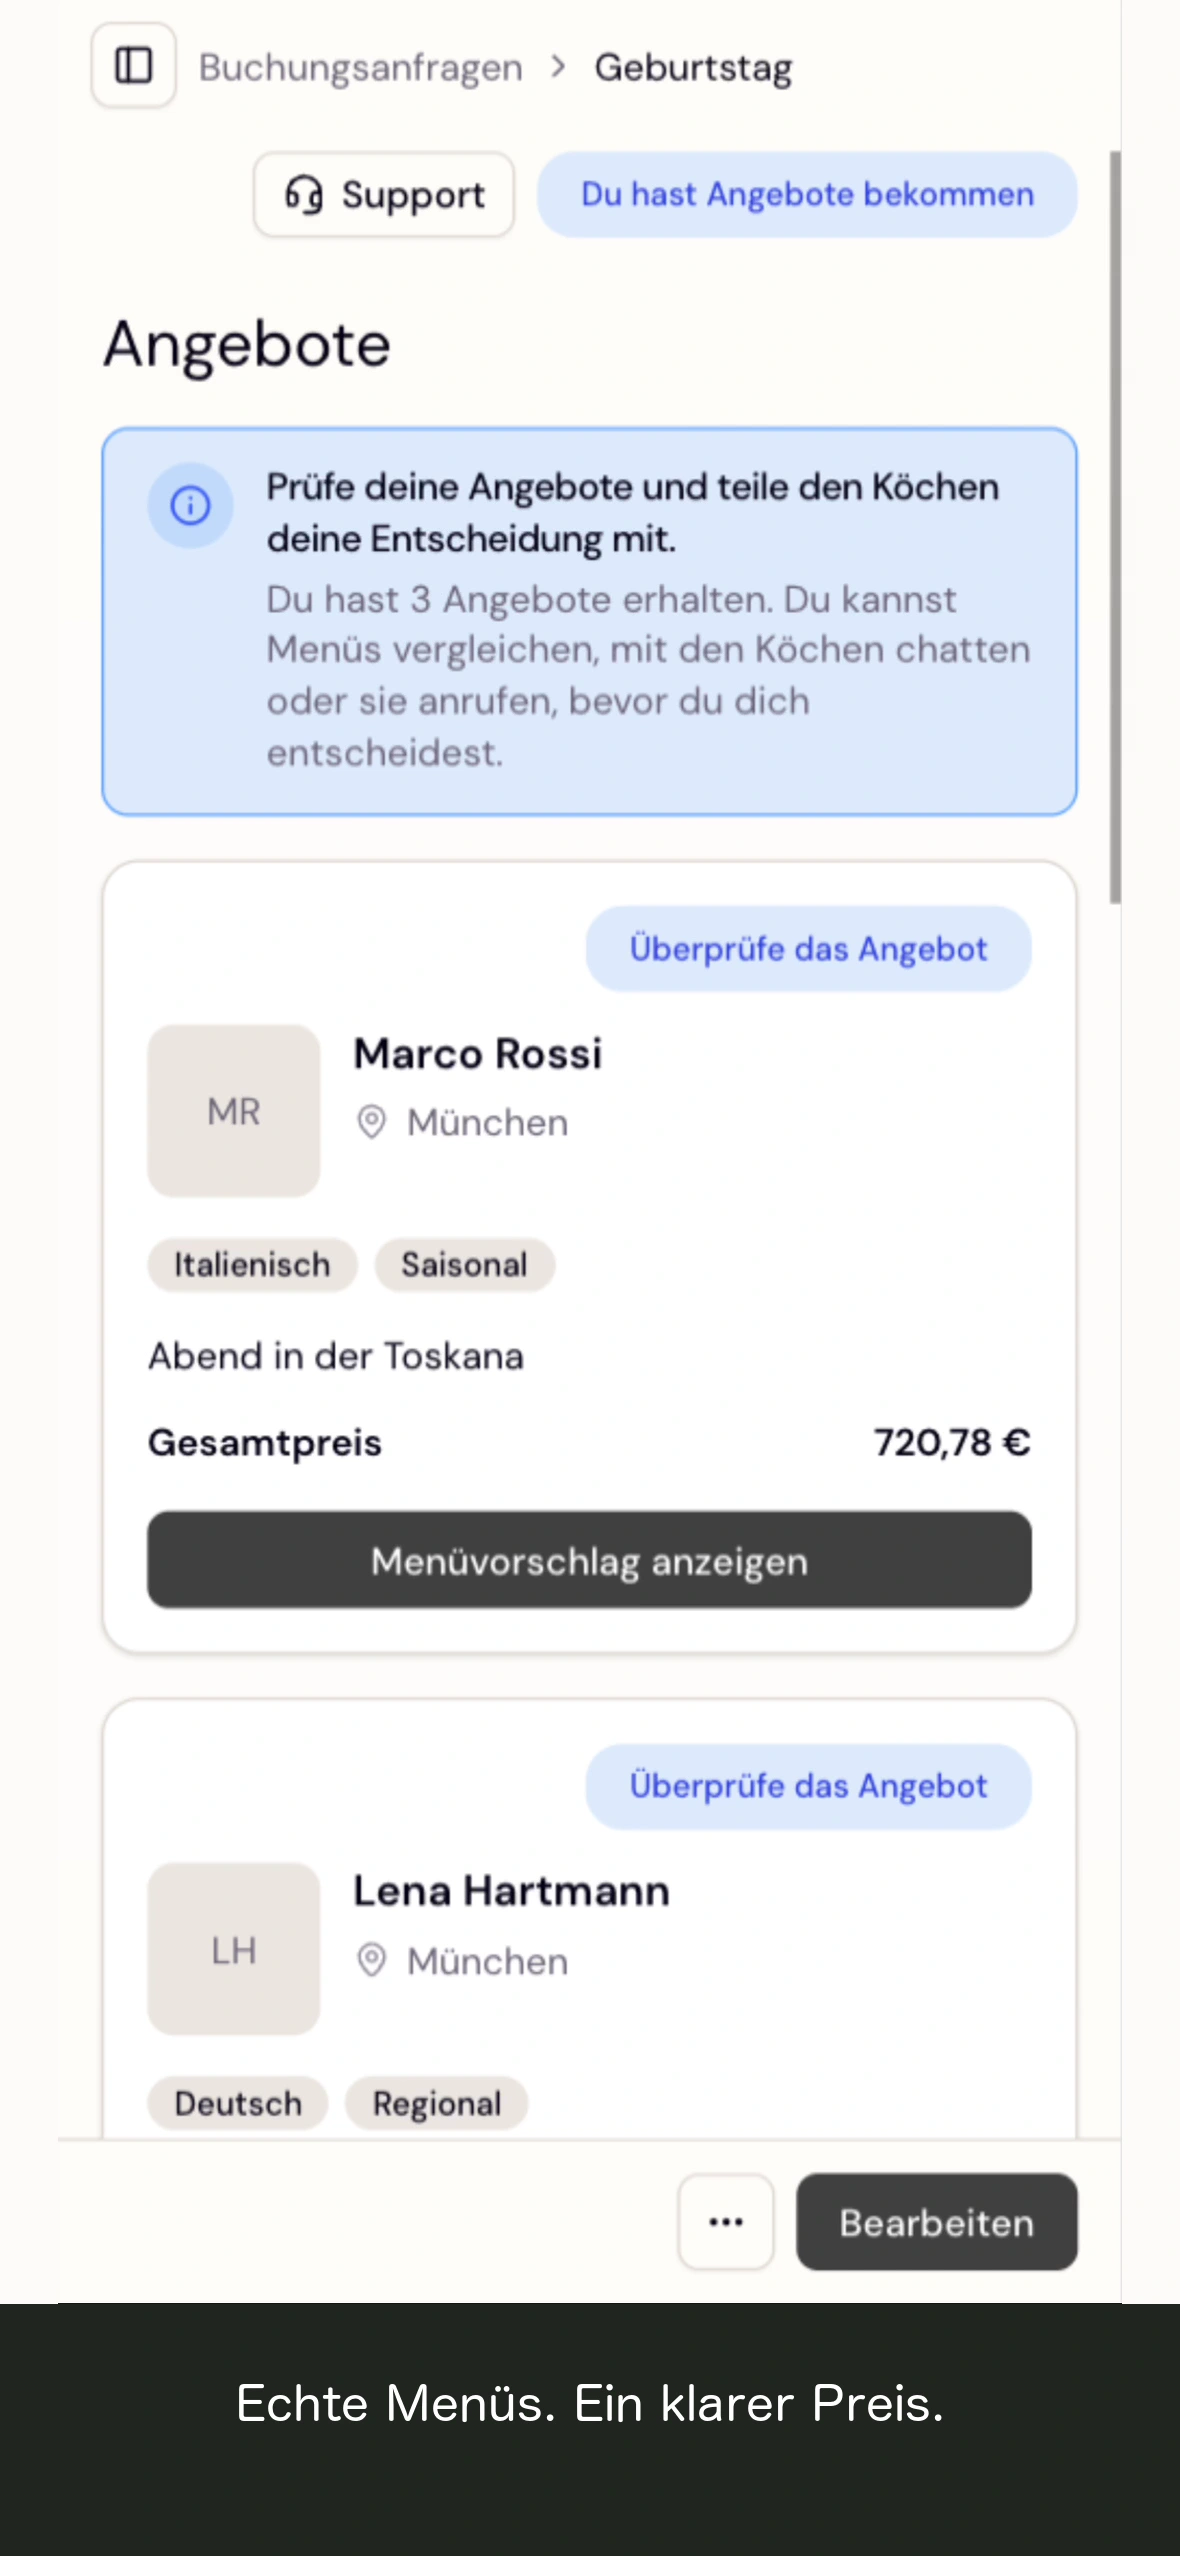 Buchungsanfragen > Geburtstag
Support
Du hast Angebote bekommen
Angebote
Prüfe deine Angebote und teile den Köchen
deine Entscheidung mit.
Du hast 3 Angebote erhalten. Du kannst
Menüs vergleichen, mit den Köchen chatten
oder sie anrufen, bevor du dich
entscheidest.
Überprüfe das Angebot
MR
Marco Rossi
München
Italienisch
Saisonal
Abend in der Toskana
Gesamtpreis 720,78 €
Menüvorschlag anzeigen
Überprüfe das Angebot
LH
Lena Hartmann
München
Deutsch
Regional
Bearbeiten
Echte Menüs. Ein klarer Preis.